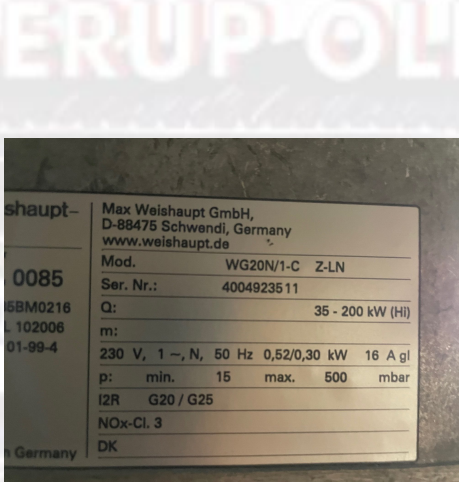 ERUP OLI
shaupt-
0085
5BM0216
L 102006
01-99-4
n Germany
Max Weishaupt GmbH,
D-88475 Schwendi, Germany
www.weishaupt.de
Mod. WG20N/1-C Z-LN
Ser. Nr.: 4004923511
Q: 35 - 200 kW (Hi)
m:
230 V, 1 ~, N, 50 Hz 0,52/0,30 kW 16 A gl
p: min. 15 max. 500 mbar
I2R G20 / G25
NOx-Cl. 3
DK